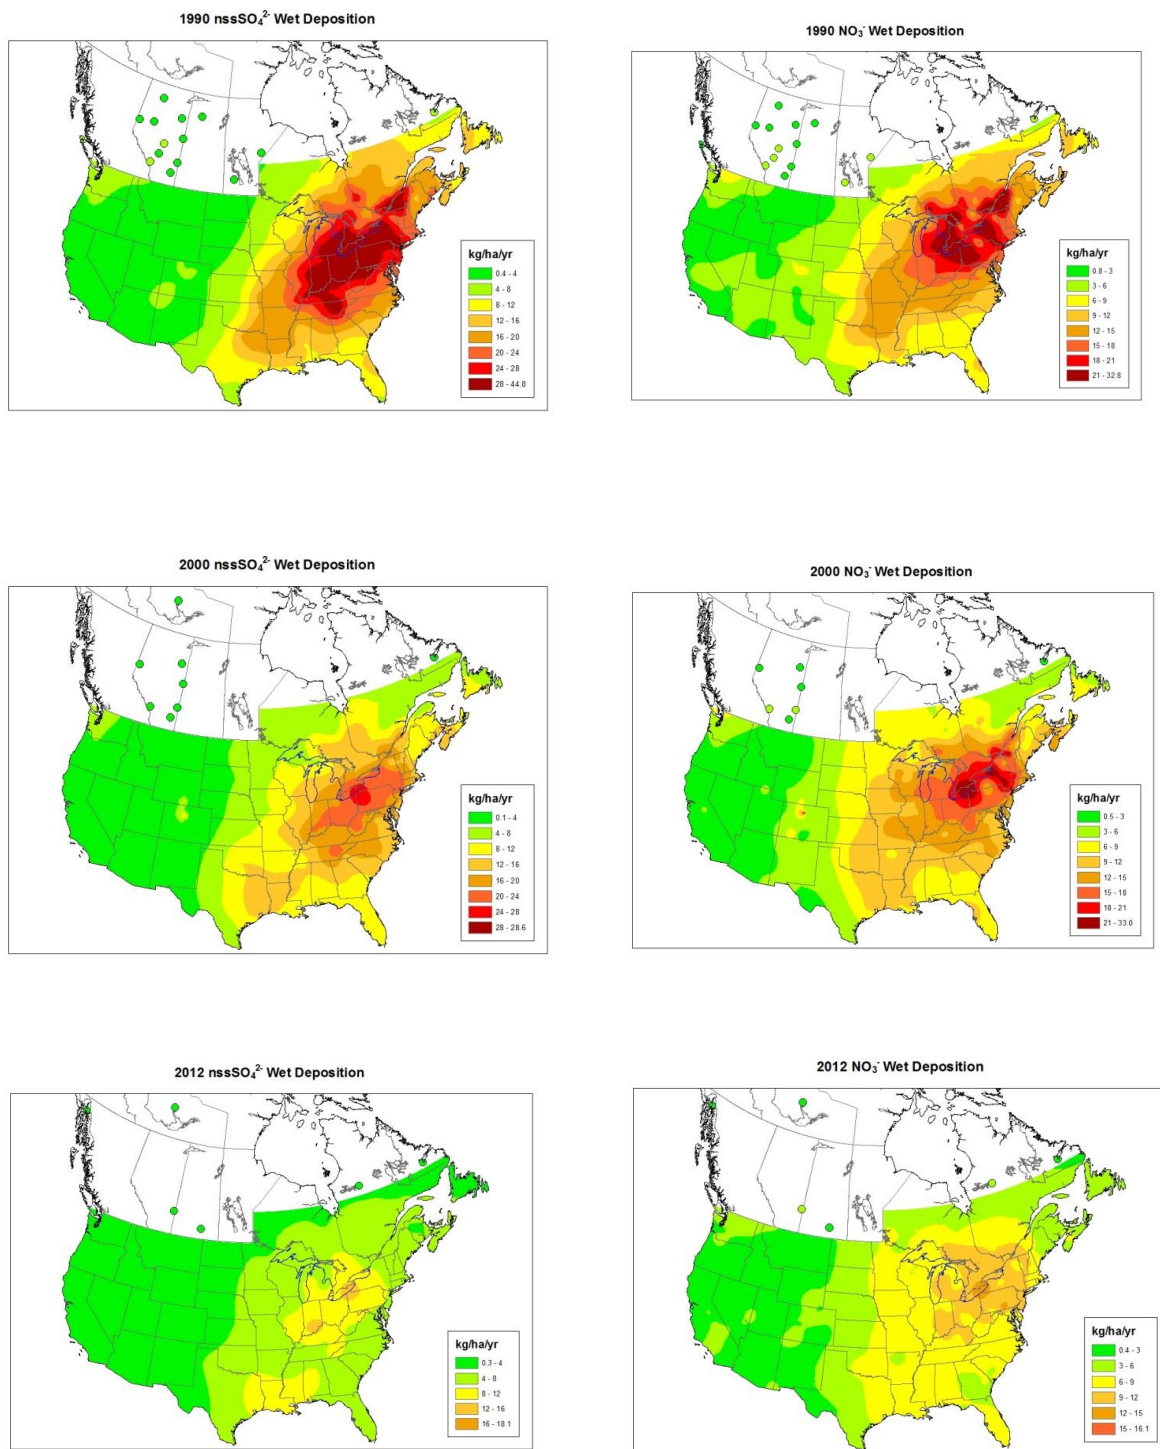 1990 nssSO₄²⁻ Wet Deposition
kg/ha/yr
0.4 - 4
4 - 8
8 - 12
12 - 16
16 - 20
20 - 24
24 - 28
28 - 44.8
1990 NO₃⁻ Wet Deposition
kg/ha/yr
0.8 - 3
3 - 6
6 - 9
9 - 12
12 - 15
15 - 18
18 - 21
21 - 32.8
2000 nssSO₄²⁻ Wet Deposition
kg/ha/yr
0.1 - 4
4 - 8
8 - 12
12 - 16
16 - 20
20 - 24
24 - 28
28 - 28.6
2000 NO₃⁻ Wet Deposition
kg/ha/yr
0.5 - 3
3 - 6
6 - 9
9 - 12
12 - 15
15 - 18
18 - 21
21 - 33.0
2012 nssSO₄²⁻ Wet Deposition
kg/ha/yr
0.3 - 4
4 - 8
8 - 12
12 - 16
16 - 18.1
2012 NO₃⁻ Wet Deposition
kg/ha/yr
0.4 - 3
3 - 6
6 - 9
9 - 12
12 - 15
15 - 16.1